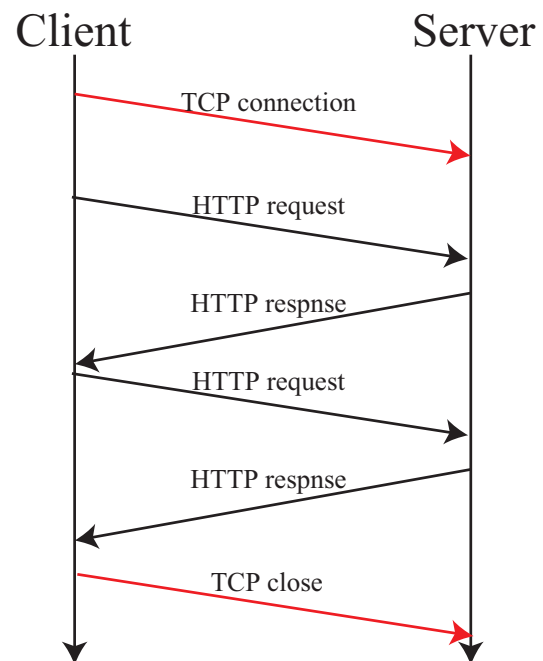 Client
Server
TCP connection
HTTP request
HTTP respnse
HTTP request
HTTP respnse
TCP close